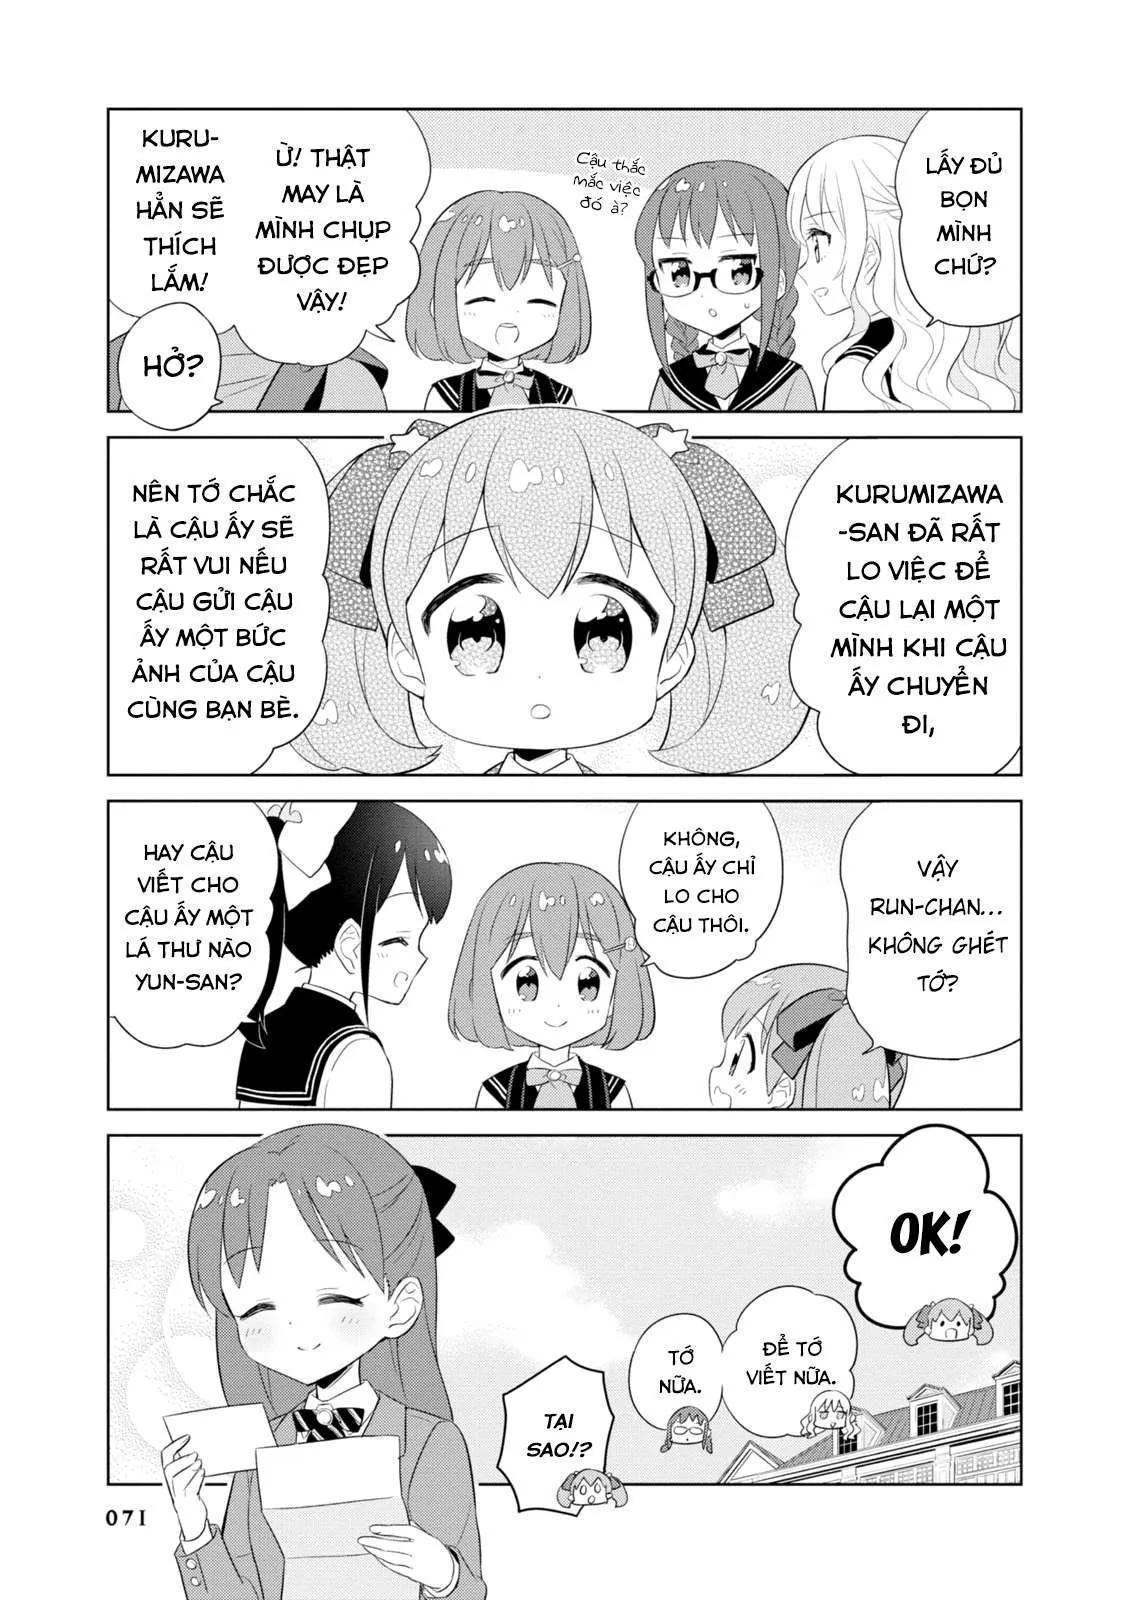 LẤY ĐỦ
BỌN
MÌNH
CHỨ?
Cậu thắc
mắc việc
đó à?
Ừ! THẬT
MAY LÀ
MÌNH CHỤP
ĐƯỢC ĐẸP
VẬY!
KURU-
MIZAWA
HẲN SẼ
THÍCH
LẮM!
HỞ?
KURUMIZAWA
-SAN ĐÃ RẤT
LO VIỆC ĐỂ
CẬU LẠI MỘT
MÌNH KHI CẬU
ẤY CHUYỂN
ĐI,
NÊN TỚ CHẮC
LÀ CẬU ẤY SẼ
RẤT VUI NẾU
CẬU GỬI CẬU
ẤY MỘT BỨC
ẢNH CỦA CẬU
CÙNG BẠN BÈ.
VẬY
RUN-CHAN...
KHÔNG GHÉT
TỚ?
KHÔNG,
CẬU ẤY CHỈ
LO CHO
CẬU THÔI.
HAY CẬU
VIẾT CHO
CẬU ẤY MỘT
LÁ THƯ NÀO
YUN-SAN?
OK!
ĐỂ TỚ
VIẾT NỮA.
TỚ
NỮA.
TẠI
SAO!?
071